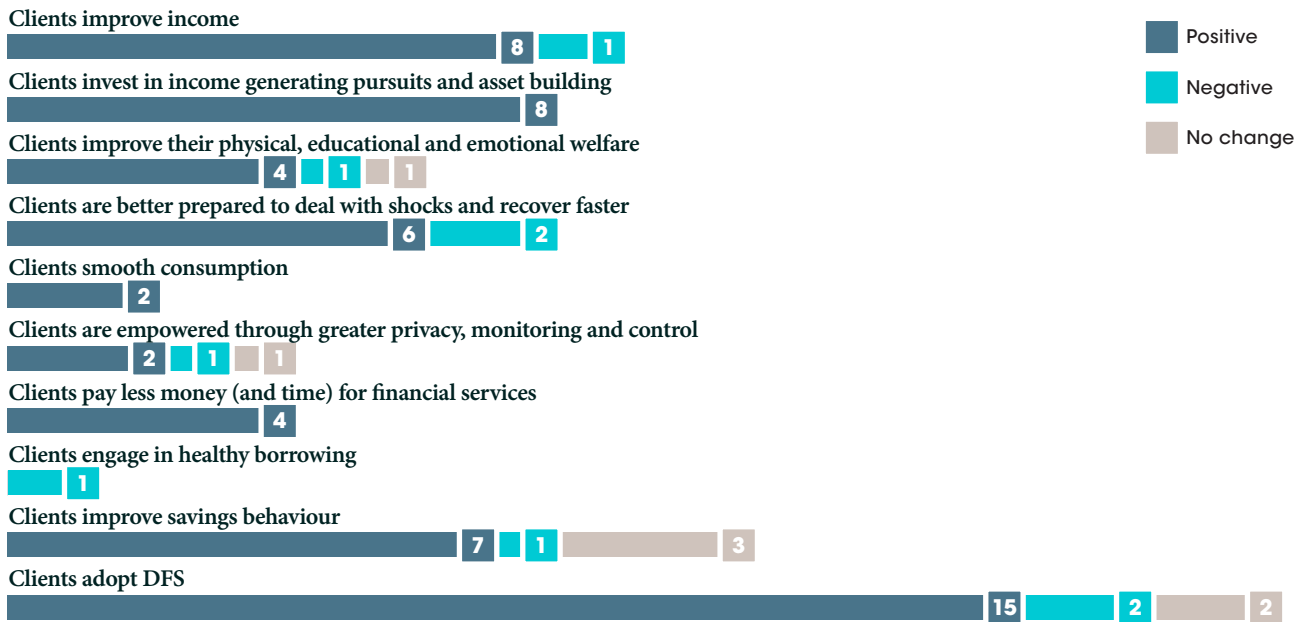 Clients improve income
8 1
Clients invest in income generating pursuits and asset building
8
Clients improve their physical, educational and emotional welfare
4 1 1
Clients are better prepared to deal with shocks and recover faster
6 2
Clients smooth consumption
2
Clients are empowered through greater privacy, monitoring and control
2 1 1
Clients pay less money (and time) for financial services
4
Clients engage in healthy borrowing
1
Clients improve savings behaviour
7 1 3
Clients adopt DFS
15 2 2
Positive
Negative
No change